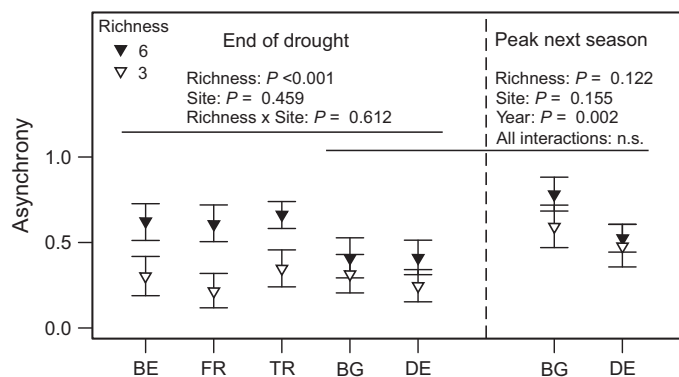 Richness
6
3
End of drought
Richness: P <0.001
Site: P = 0.459
Richness x Site: P = 0.612
Peak next season
Richness: P = 0.122
Site: P = 0.155
Year: P = 0.002
All interactions: n.s.
Asynchrony
1.0
0.5
0.0
BE FR TR BG DE BG DE